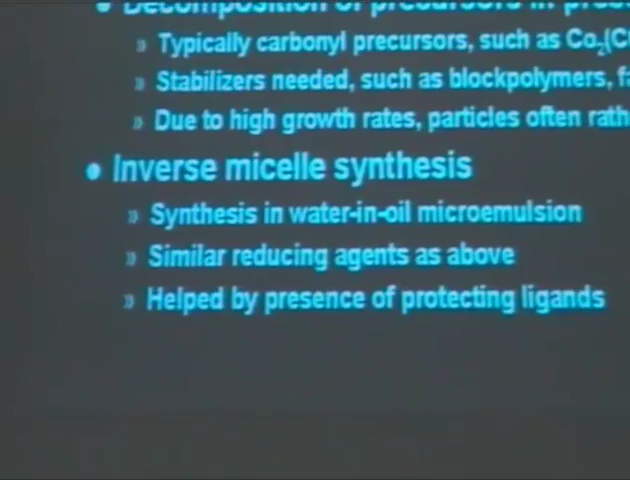 • Decomposition of precursors in
» Typically carbonyl precursors, such as Co₂(C
» Stabilizers needed, such as blockpolymers,
» Due to high growth rates, particles often
• Inverse micelle synthesis
» Synthesis in water-in-oil microemulsion
» Similar reducing agents as above
» Helped by presence of protecting ligands